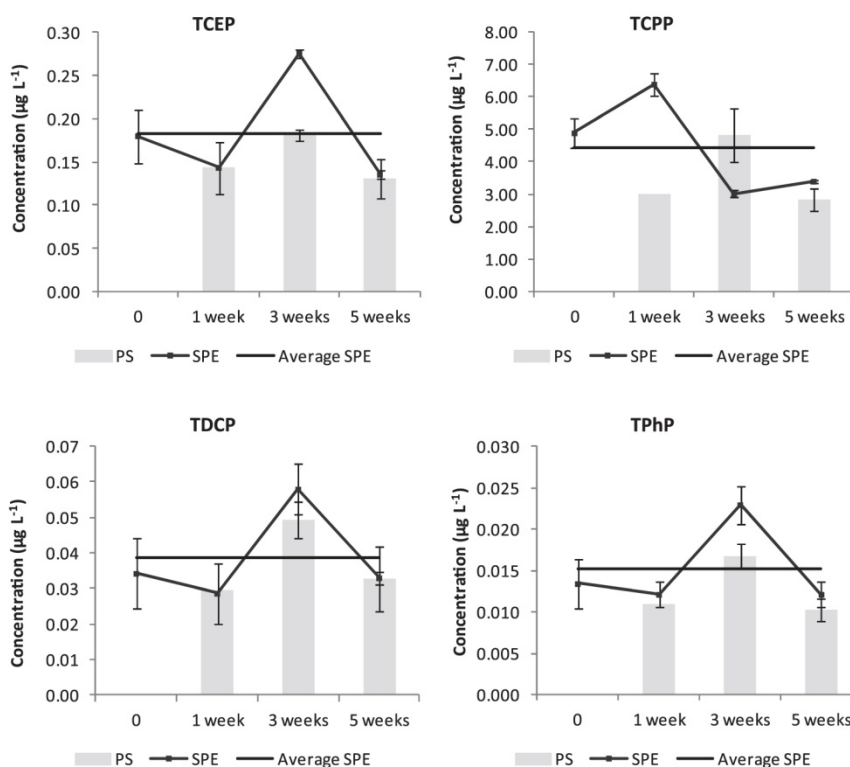 TCEP
Concentration (µg L⁻¹)
0.30
0.25
0.20
0.15
0.10
0.05
0.00
0 1 week 3 weeks 5 weeks
PS SPE Average SPE
TCPP
Concentration (µg L⁻¹)
8.00
7.00
6.00
5.00
4.00
3.00
2.00
1.00
0.00
0 1 week 3 weeks 5 weeks
PS SPE Average SPE
TDCP
Concentration (µg L⁻¹)
0.07
0.06
0.05
0.04
0.03
0.02
0.01
0.00
0 1 week 3 weeks 5 weeks
PS SPE Average SPE
TPhP
Concentration (µg L⁻¹)
0.030
0.025
0.020
0.015
0.010
0.005
0.000
0 1 week 3 weeks 5 weeks
PS SPE Average SPE